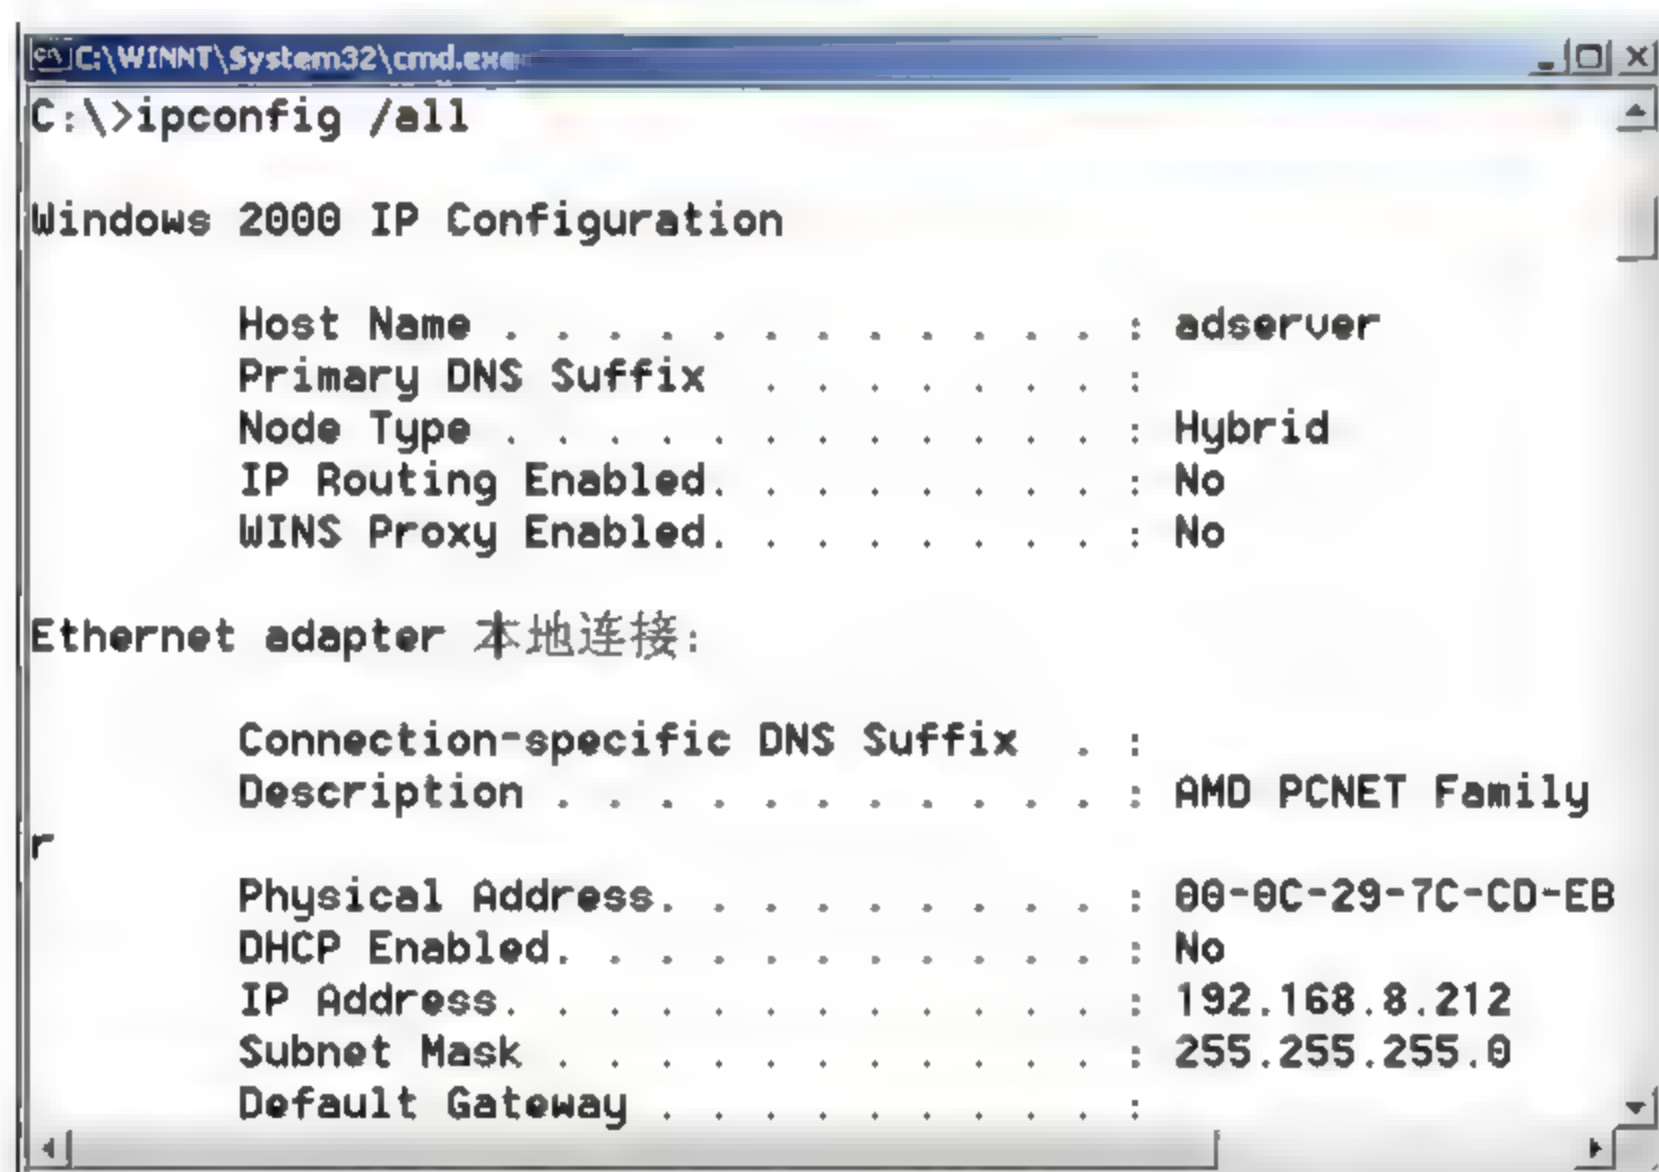 C:\WINNT\System32\cmd.exe
C:\>ipconfig /all
Windows 2000 IP Configuration
Host Name . . . . . . . . . . . . . : adserver
Primary DNS Suffix . . . . . . . :
Node Type . . . . . . . . . . . . . : Hybrid
IP Routing Enabled. . . . . . . . : No
WINS Proxy Enabled. . . . . . . . : No
Ethernet adapter 本地连接:
Connection-specific DNS Suffix . :
Description . . . . . . . . . . . . : AMD PCNET Family
r
Physical Address. . . . . . . . . : 00-0C-29-7C-CD-EB
DHCP Enabled. . . . . . . . . . . : No
IP Address. . . . . . . . . . . . : 192.168.8.212
Subnet Mask . . . . . . . . . . . : 255.255.255.0
Default Gateway . . . . . . . . . :